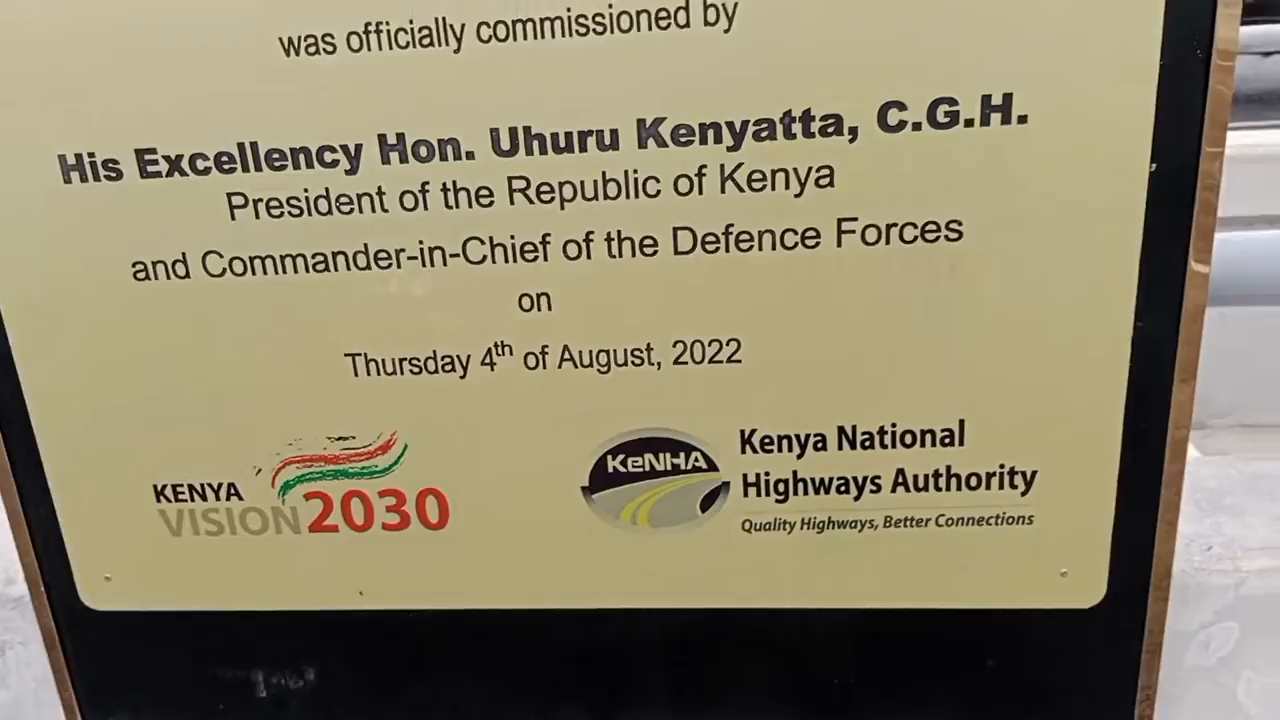 was officially commissioned by
His Excellency Hon. Uhuru Kenyatta, C.G.H.
President of the Republic of Kenya
and Commander-in-Chief of the Defence Forces
on
Thursday 4th of August, 2022
KENYA
VISION 2030
KeNHA
Kenya National
Highways Authority
Quality Highways, Better Connections